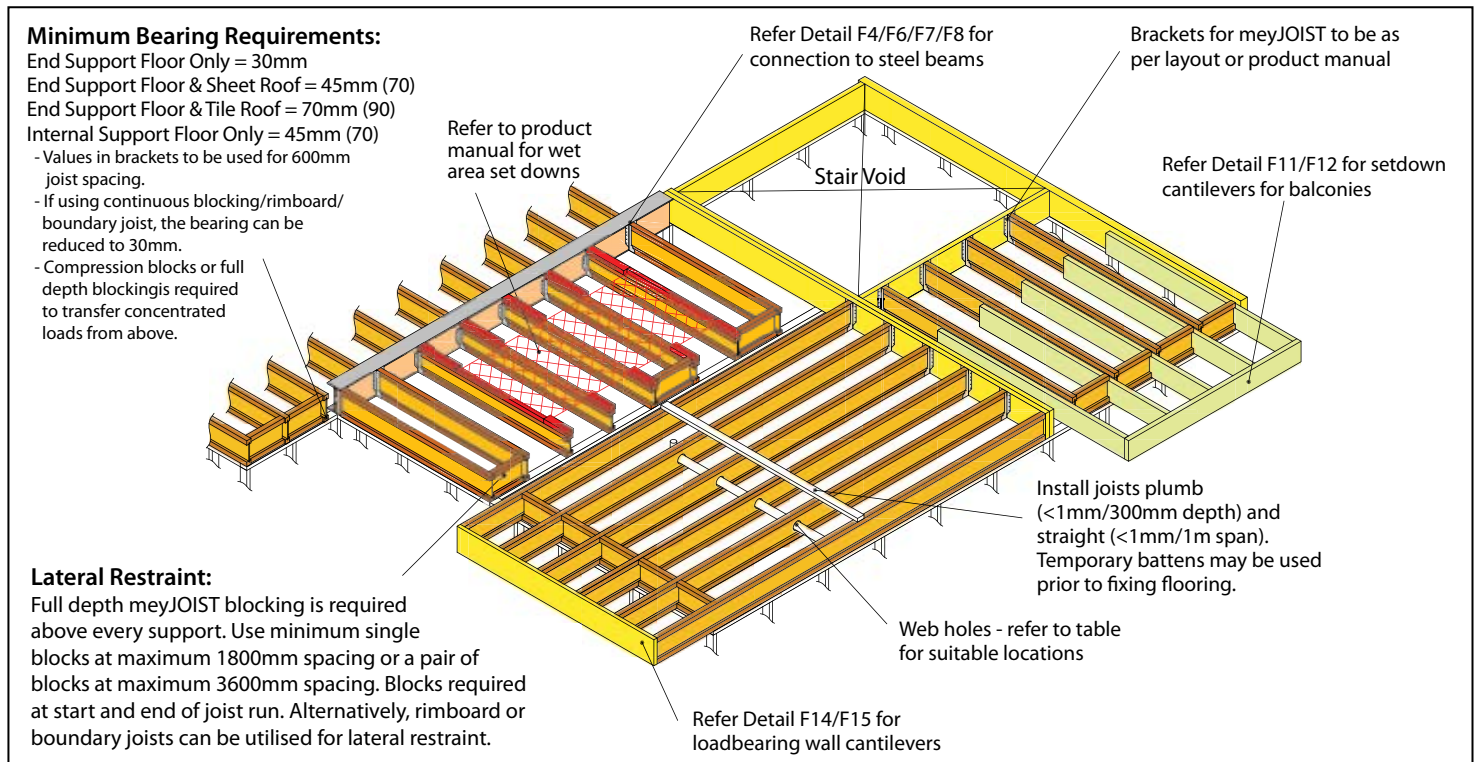 Minimum Bearing Requirements:
End Support Floor Only = 30mm
End Support Floor & Sheet Roof = 45mm (70)
End Support Floor & Tile Roof = 70mm (90)
Internal Support Floor Only = 45mm (70)
- Values in brackets to be used for 600mm
joist spacing.
- If using continuous blocking/rimboard/
boundary joist, the bearing can be
reduced to 30mm.
- Compression blocks or full
depth blockingis required
to transfer concentrated
loads from above.
Refer to product
manual for wet
area set downs
Refer Detail F4/F6/F7/F8 for
connection to steel beams
Brackets for meyJOIST to be as
per layout or product manual
Stair Void
Refer Detail F11/F12 for setdown
cantilevers for balconies
Install joists plumb
(<1mm/300mm depth) and
straight (<1mm/1m span).
Temporary battens may be used
prior to fixing flooring.
Web holes - refer to table
for suitable locations
Refer Detail F14/F15 for
loadbearing wall cantilevers
Lateral Restraint:
Full depth meyJOIST blocking is required
above every support. Use minimum single
blocks at maximum 1800mm spacing or a pair of
blocks at maximum 3600mm spacing. Blocks required
at start and end of joist run. Alternatively, rimboard or
boundary joists can be utilised for lateral restraint.